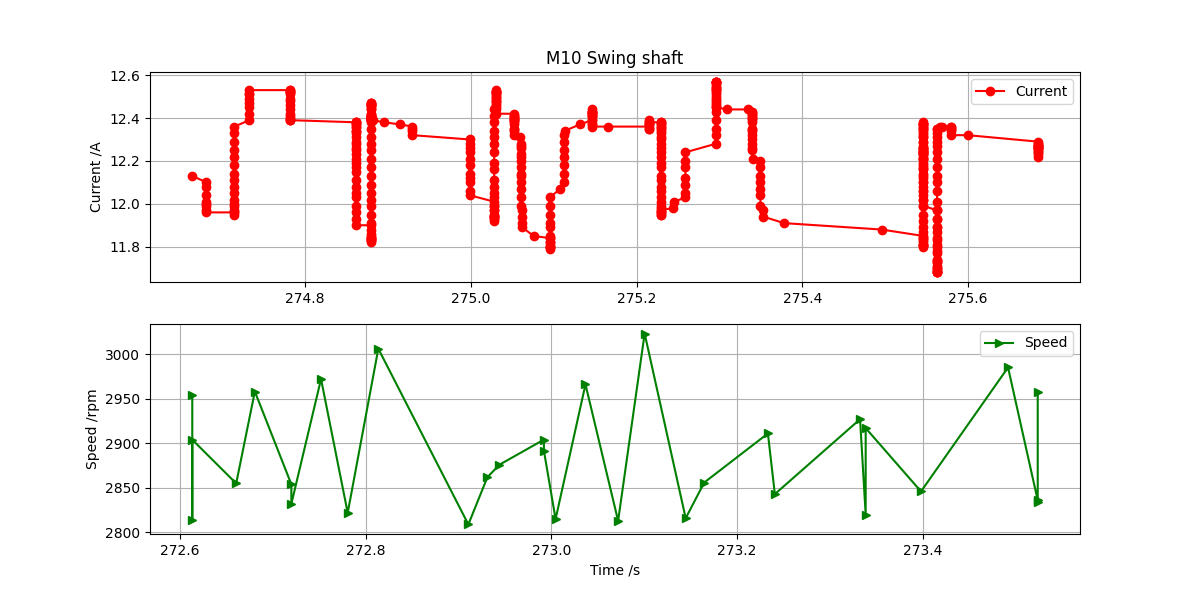 M10 Swing shaft
Current /A
12.6
12.4
12.2
12.0
11.8
Current
274.8 275.0 275.2 275.4 275.6
Speed /rpm
3000
2950
2900
2850
2800
Speed
272.6 272.8 273.0 273.2 273.4
Time /s